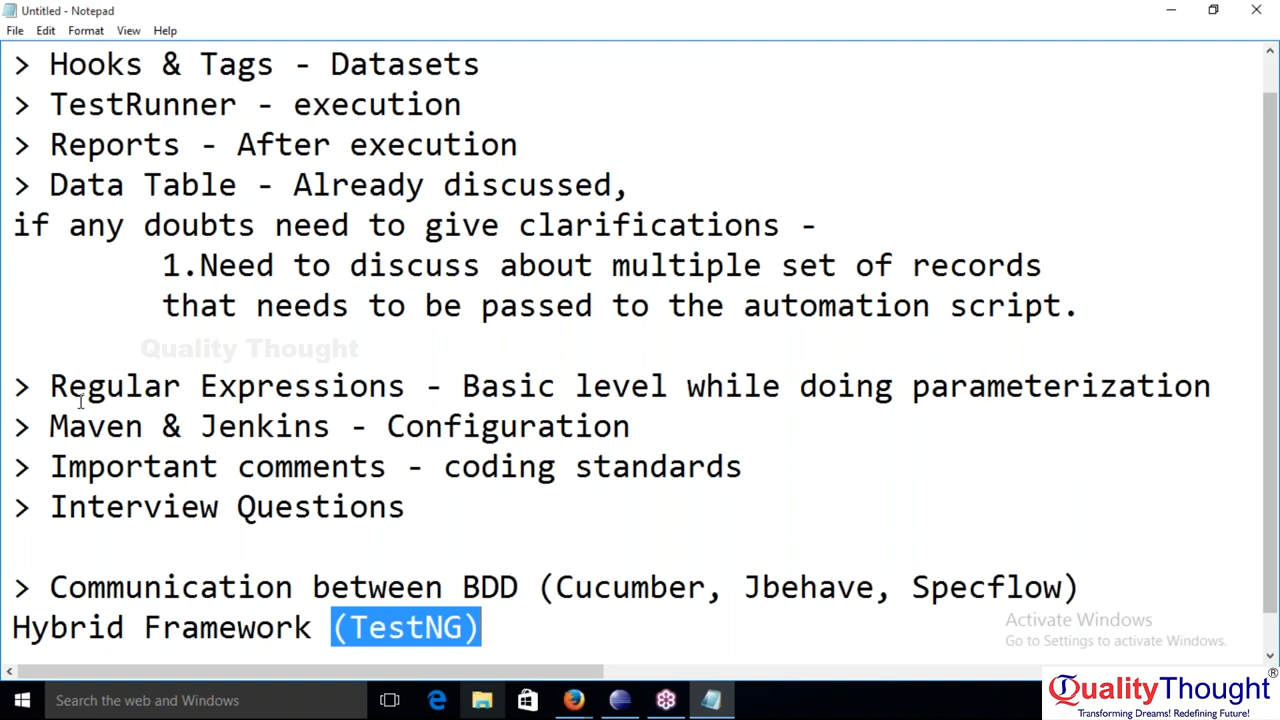 Untitled - Notepad
File Edit Format View Help
> Hooks & Tags - Datasets
> TestRunner - execution
> Reports - After execution
> Data Table - Already discussed,
if any doubts need to give clarifications -
1.Need to discuss about multiple set of records
that needs to be passed to the automation script.
Quality Thought
> Regular Expressions - Basic level while doing parameterization
> Maven & Jenkins - Configuration
> Important comments - coding standards
> Interview Questions
> Communication between BDD (Cucumber, Jbehave, Specflow)
Hybrid Framework (TestNG)
Activate Windows
Go to Settings to activate Windows.
Search the web and Windows
QualityThought®
Transforming Dreams! Redefining Future!